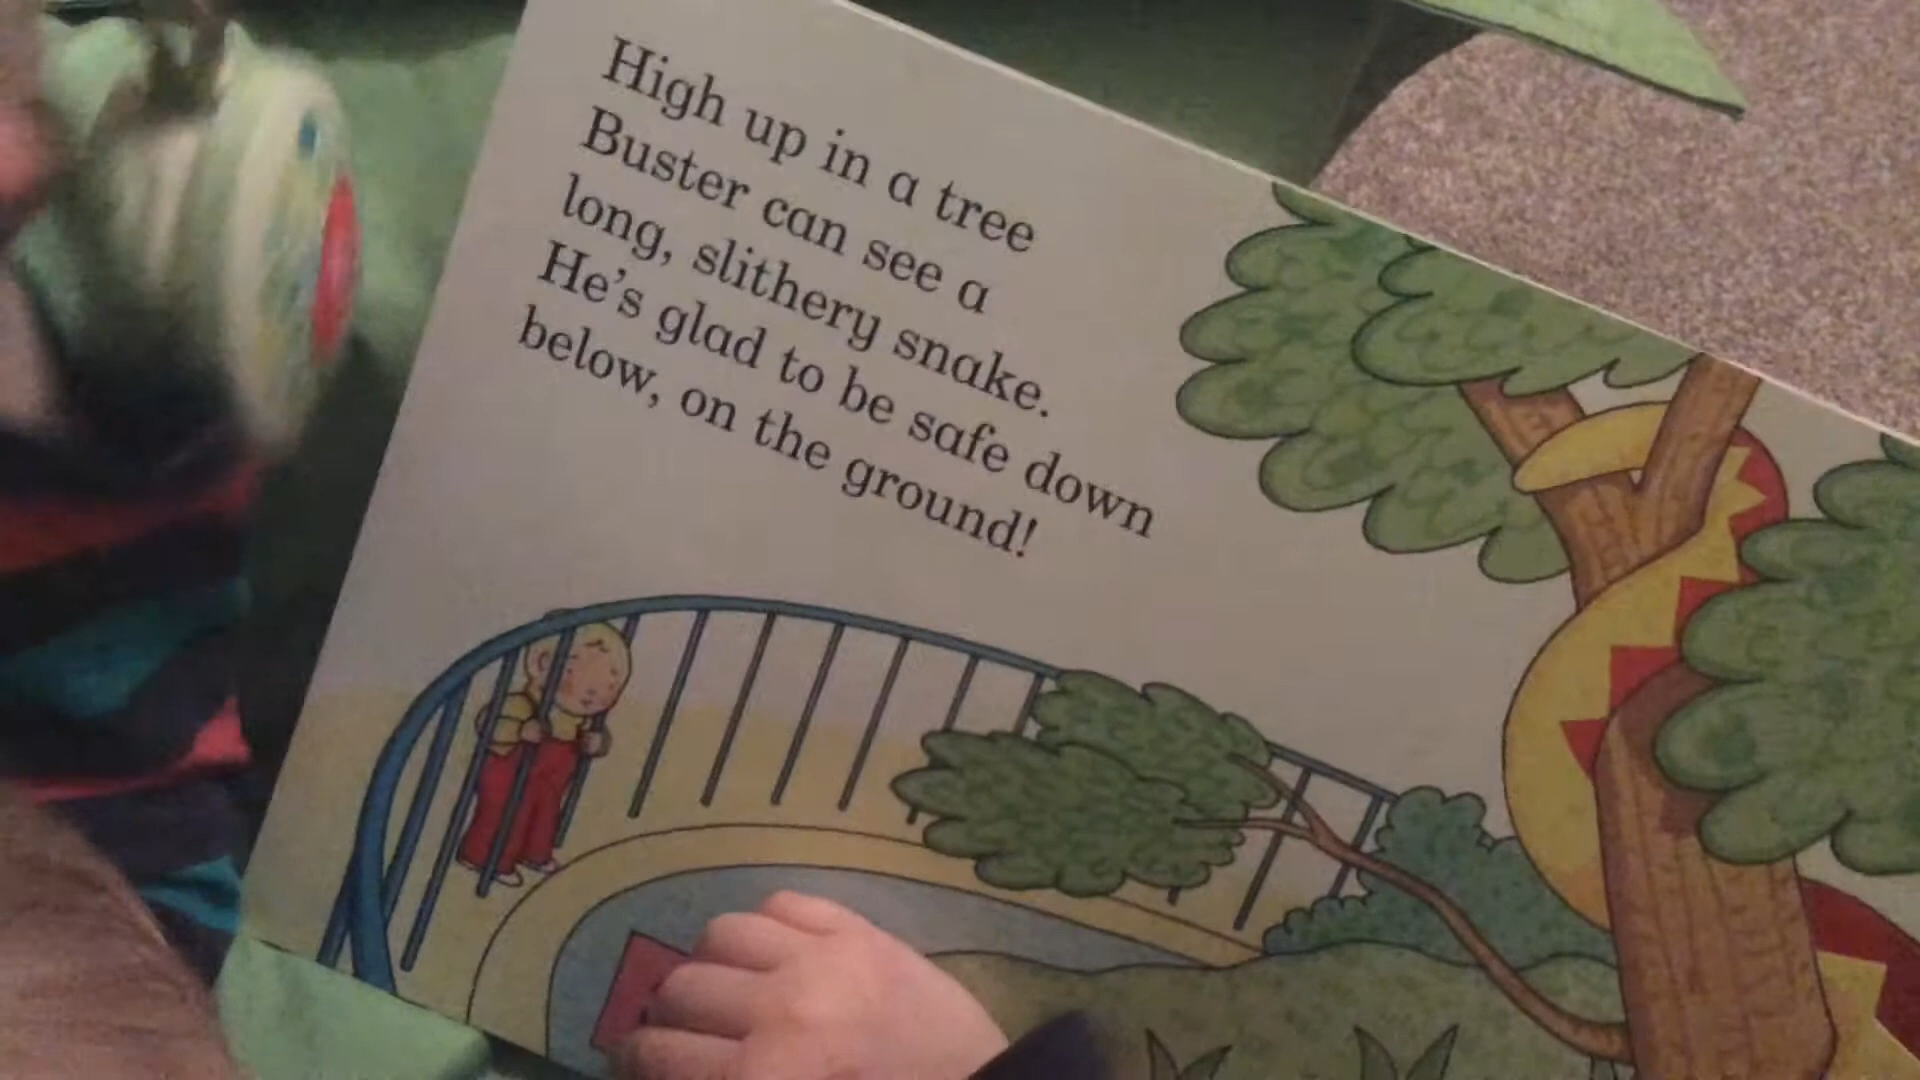 High up in a tree
Buster can see a
long, slithery snake.
He's glad to be safe down
below, on the ground!